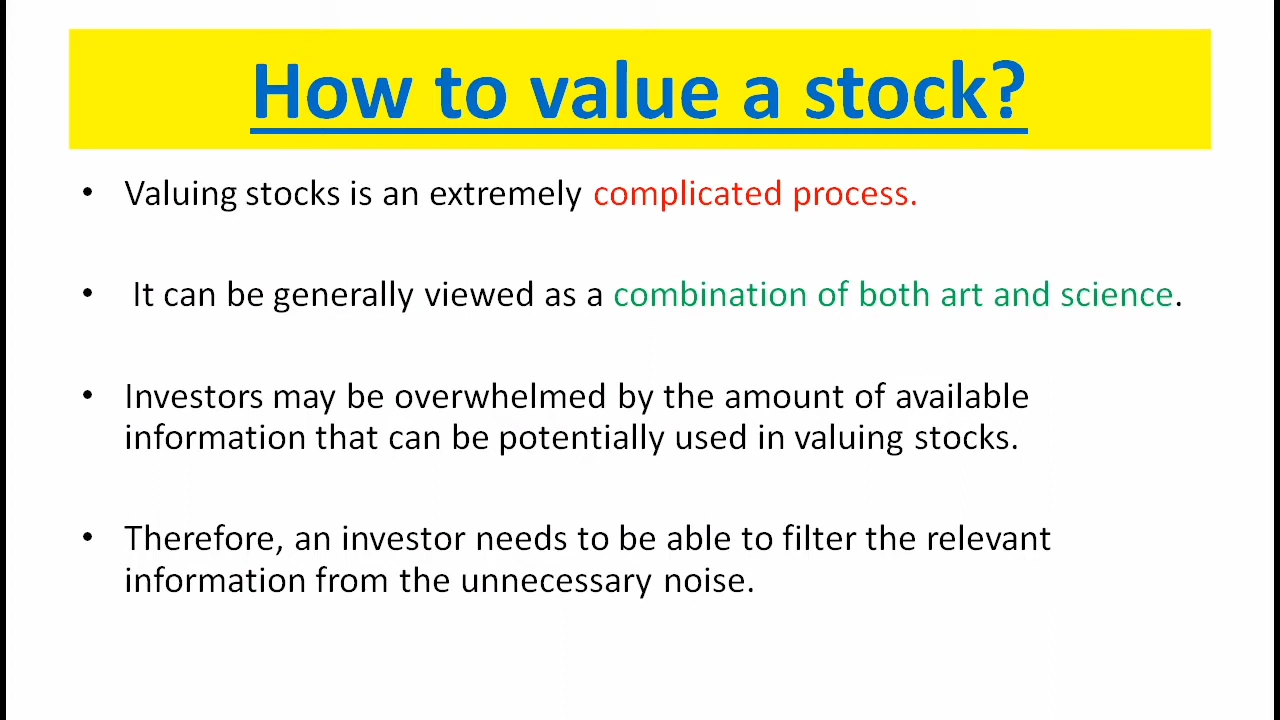 How to value a stock?
• Valuing stocks is an extremely complicated process.
• It can be generally viewed as a combination of both art and science.
• Investors may be overwhelmed by the amount of available
information that can be potentially used in valuing stocks.
• Therefore, an investor needs to be able to filter the relevant
information from the unnecessary noise.